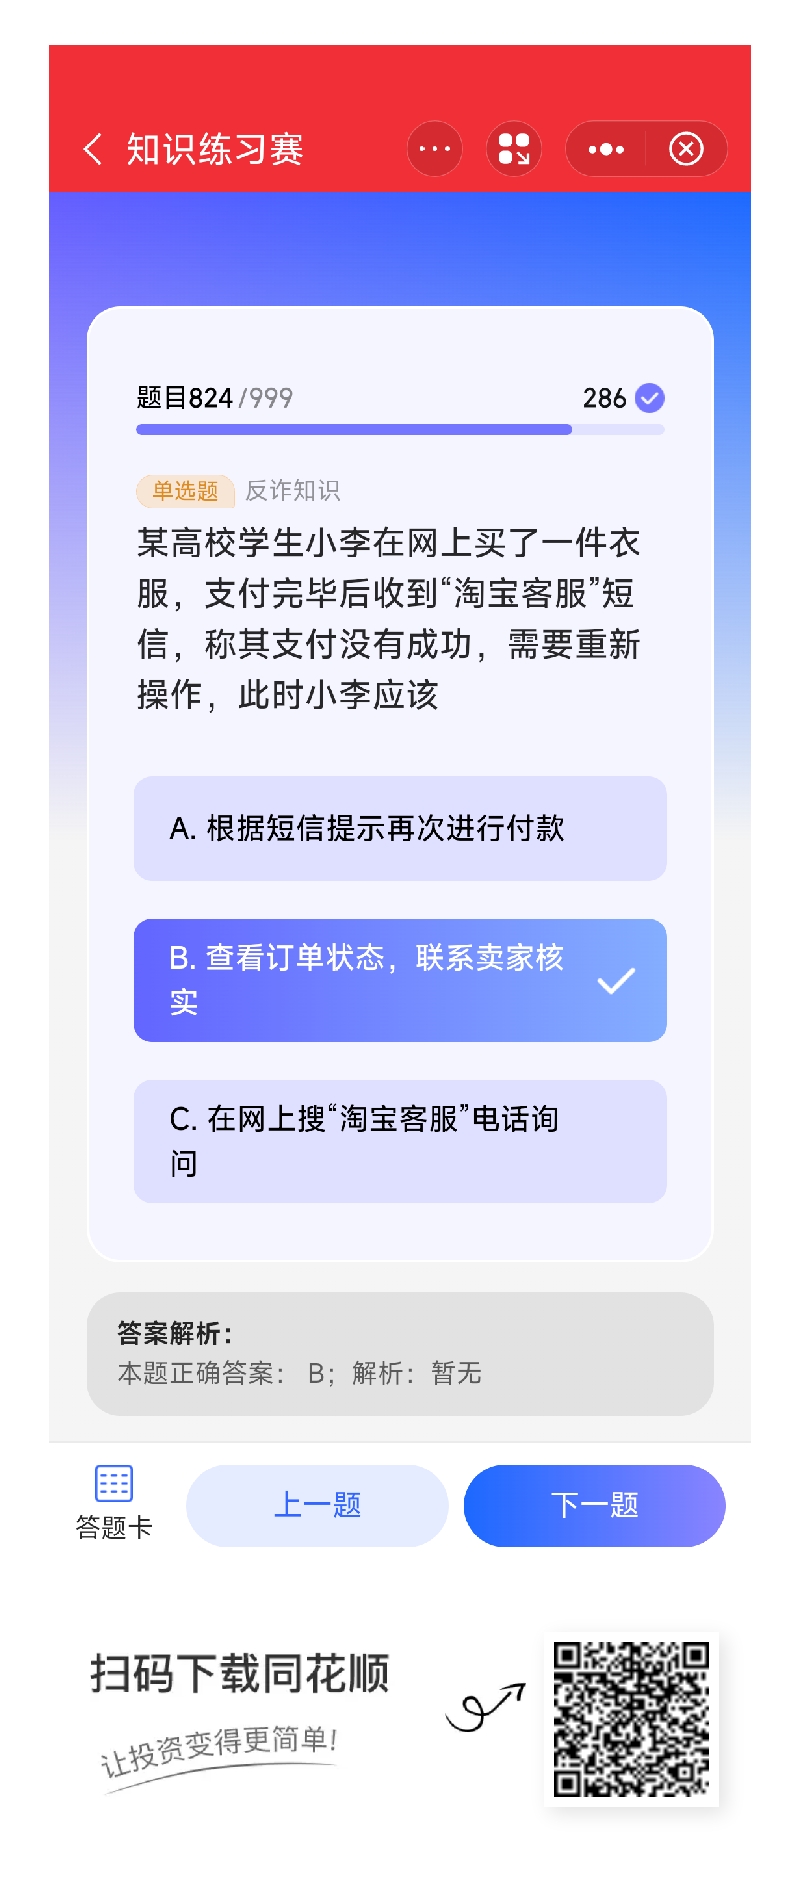 知识练习赛
题目824/999
286
单选题 反诈知识
某高校学生小李在网上买了一件衣
服，支付完毕后收到“淘宝客服”短
信，称其支付没有成功，需要重新
操作，此时小李应该
A. 根据短信提示再次进行付款
B. 查看订单状态，联系卖家核
实
C. 在网上搜“淘宝客服”电话询
问
答案解析：
本题正确答案： B；解析：暂无
答题卡
上一题
下一题
扫码下载同花顺
让投资变得更简单!